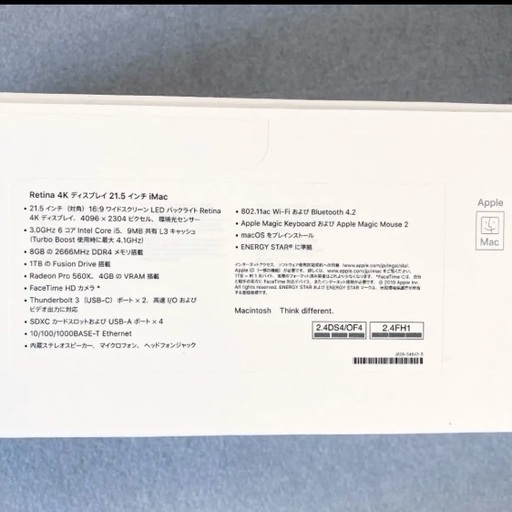 Retina 4K ディスプレイ 21.5 インチ iMac
• 21.5 インチ（対角）16:9 ワイドスクリーン LED バックライト Retina
4K ディスプレイ、4096 × 2304 ピクセル、環境光センサー
• 3.0GHz 6 コア Intel Core i5、9MB 共有 L3 キャッシュ
(Turbo Boost 使用時に最大 4.1GHz)
• 8GB の 2666MHz DDR4 メモリ搭載
• 1TB の Fusion Drive 搭載
• Radeon Pro 560X、4GB の VRAM 搭載
• FaceTime HD カメラ *
• Thunderbolt 3（USB-C）ポート × 2、高速 I/O および
ビデオ出力に対応
• SDXC カードスロットおよび USB-A ポート × 4
• 10/100/1000BASE-T Ethernet
• 内蔵ステレオスピーカー、マイクロフォン、ヘッドフォンジャック
• 802.11ac Wi-Fi および Bluetooth 4.2
• Apple Magic Keyboard および Apple Magic Mouse 2
• macOS をプレインストール
• ENERGY STAR® に準拠
Macintosh Think different.
2.4DS4/OF4 2.4FH1
Apple
Mac